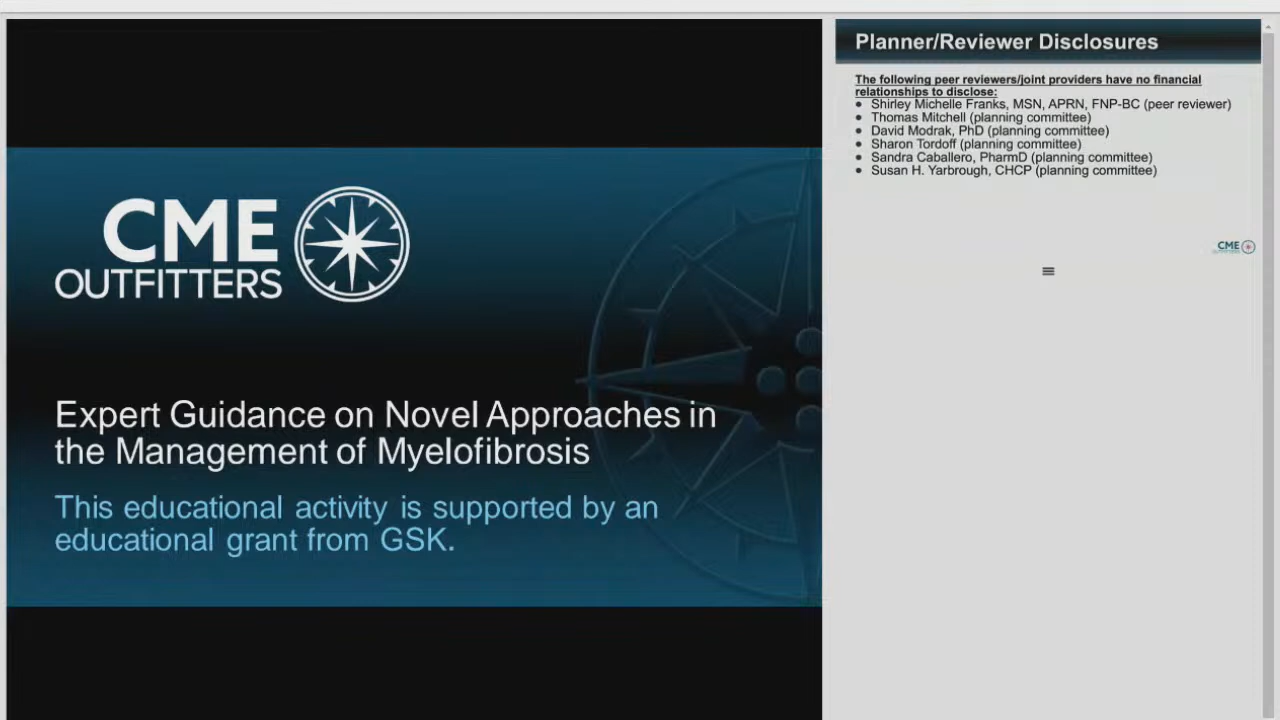 CME
OUTFITTERS
Expert Guidance on Novel Approaches in
the Management of Myelofibrosis
This educational activity is supported by an
educational grant from GSK.
Planner/Reviewer Disclosures
The following peer reviewers/joint providers have no financial
relationships to disclose:
● Shirley Michelle Franks, MSN, APRN, FNP-BC (peer reviewer)
● Thomas Mitchell (planning committee)
● David Modrak, PhD (planning committee)
● Sharon Tordoff (planning committee)
● Sandra Caballero, PharmD (planning committee)
● Susan H. Yarbrough, CHCP (planning committee)
CME